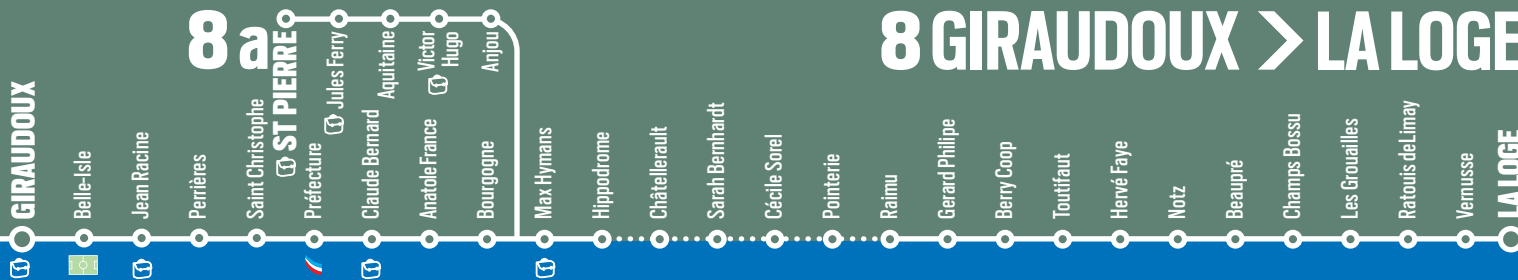 8 a
8 GIRAUDOUX > LA LOGE
ST PIERRE
Jules Ferry
Aquitaine
Victor
Hugo
Anjou
GIRAUDOUX
Belle-Isle
Jean Racine
Perrières
Saint Christophe
Préfecture
Claude Bernard
Anatole France
Bourgogne
Max Hymans
Hippodrome
Châtellerault
Sarah Bernhardt
Cécile Sorel
Pointerie
Raimu
Gerard Philipe
Berry Coop
Toutifaut
Hervé Faye
Notz
Beaupré
Champs Bossu
Les Grouailles
Ratouis de Limay
Vernusse
LA LOGE